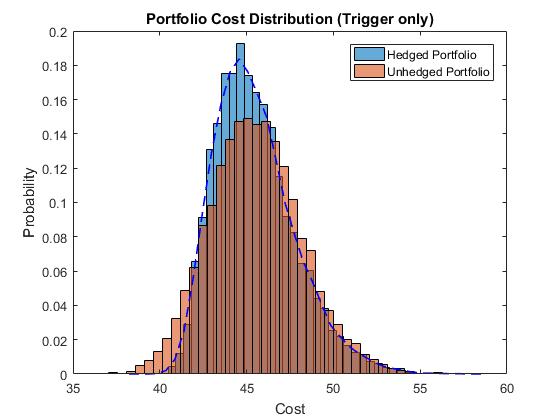 Portfolio Cost Distribution (Trigger only)
Hedged Portfolio
Unhedged Portfolio
Probability
0.2
0.18
0.16
0.14
0.12
0.1
0.08
0.06
0.04
0.02
0
35 40 45 50 55 60
Cost